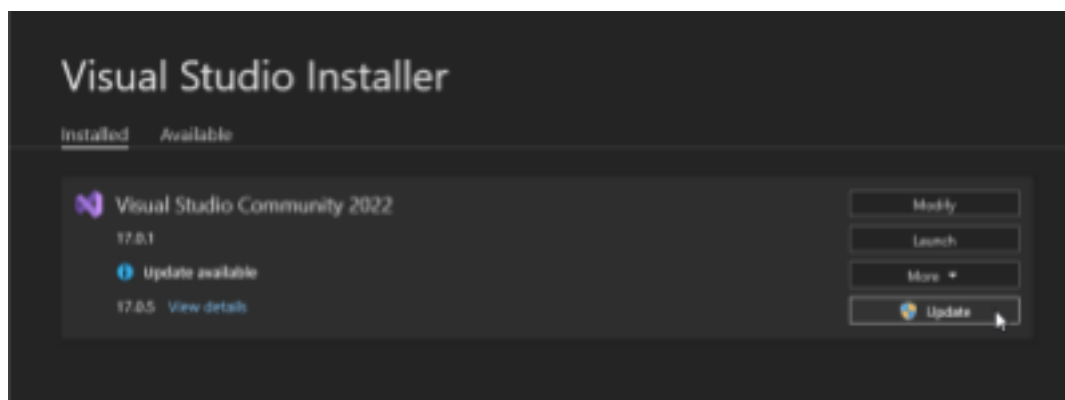 Visual Studio Installer
Installed Available
Visual Studio Community 2022
Modify
17.0.1
Launch
Update available
More
17.0.5 View details
Update